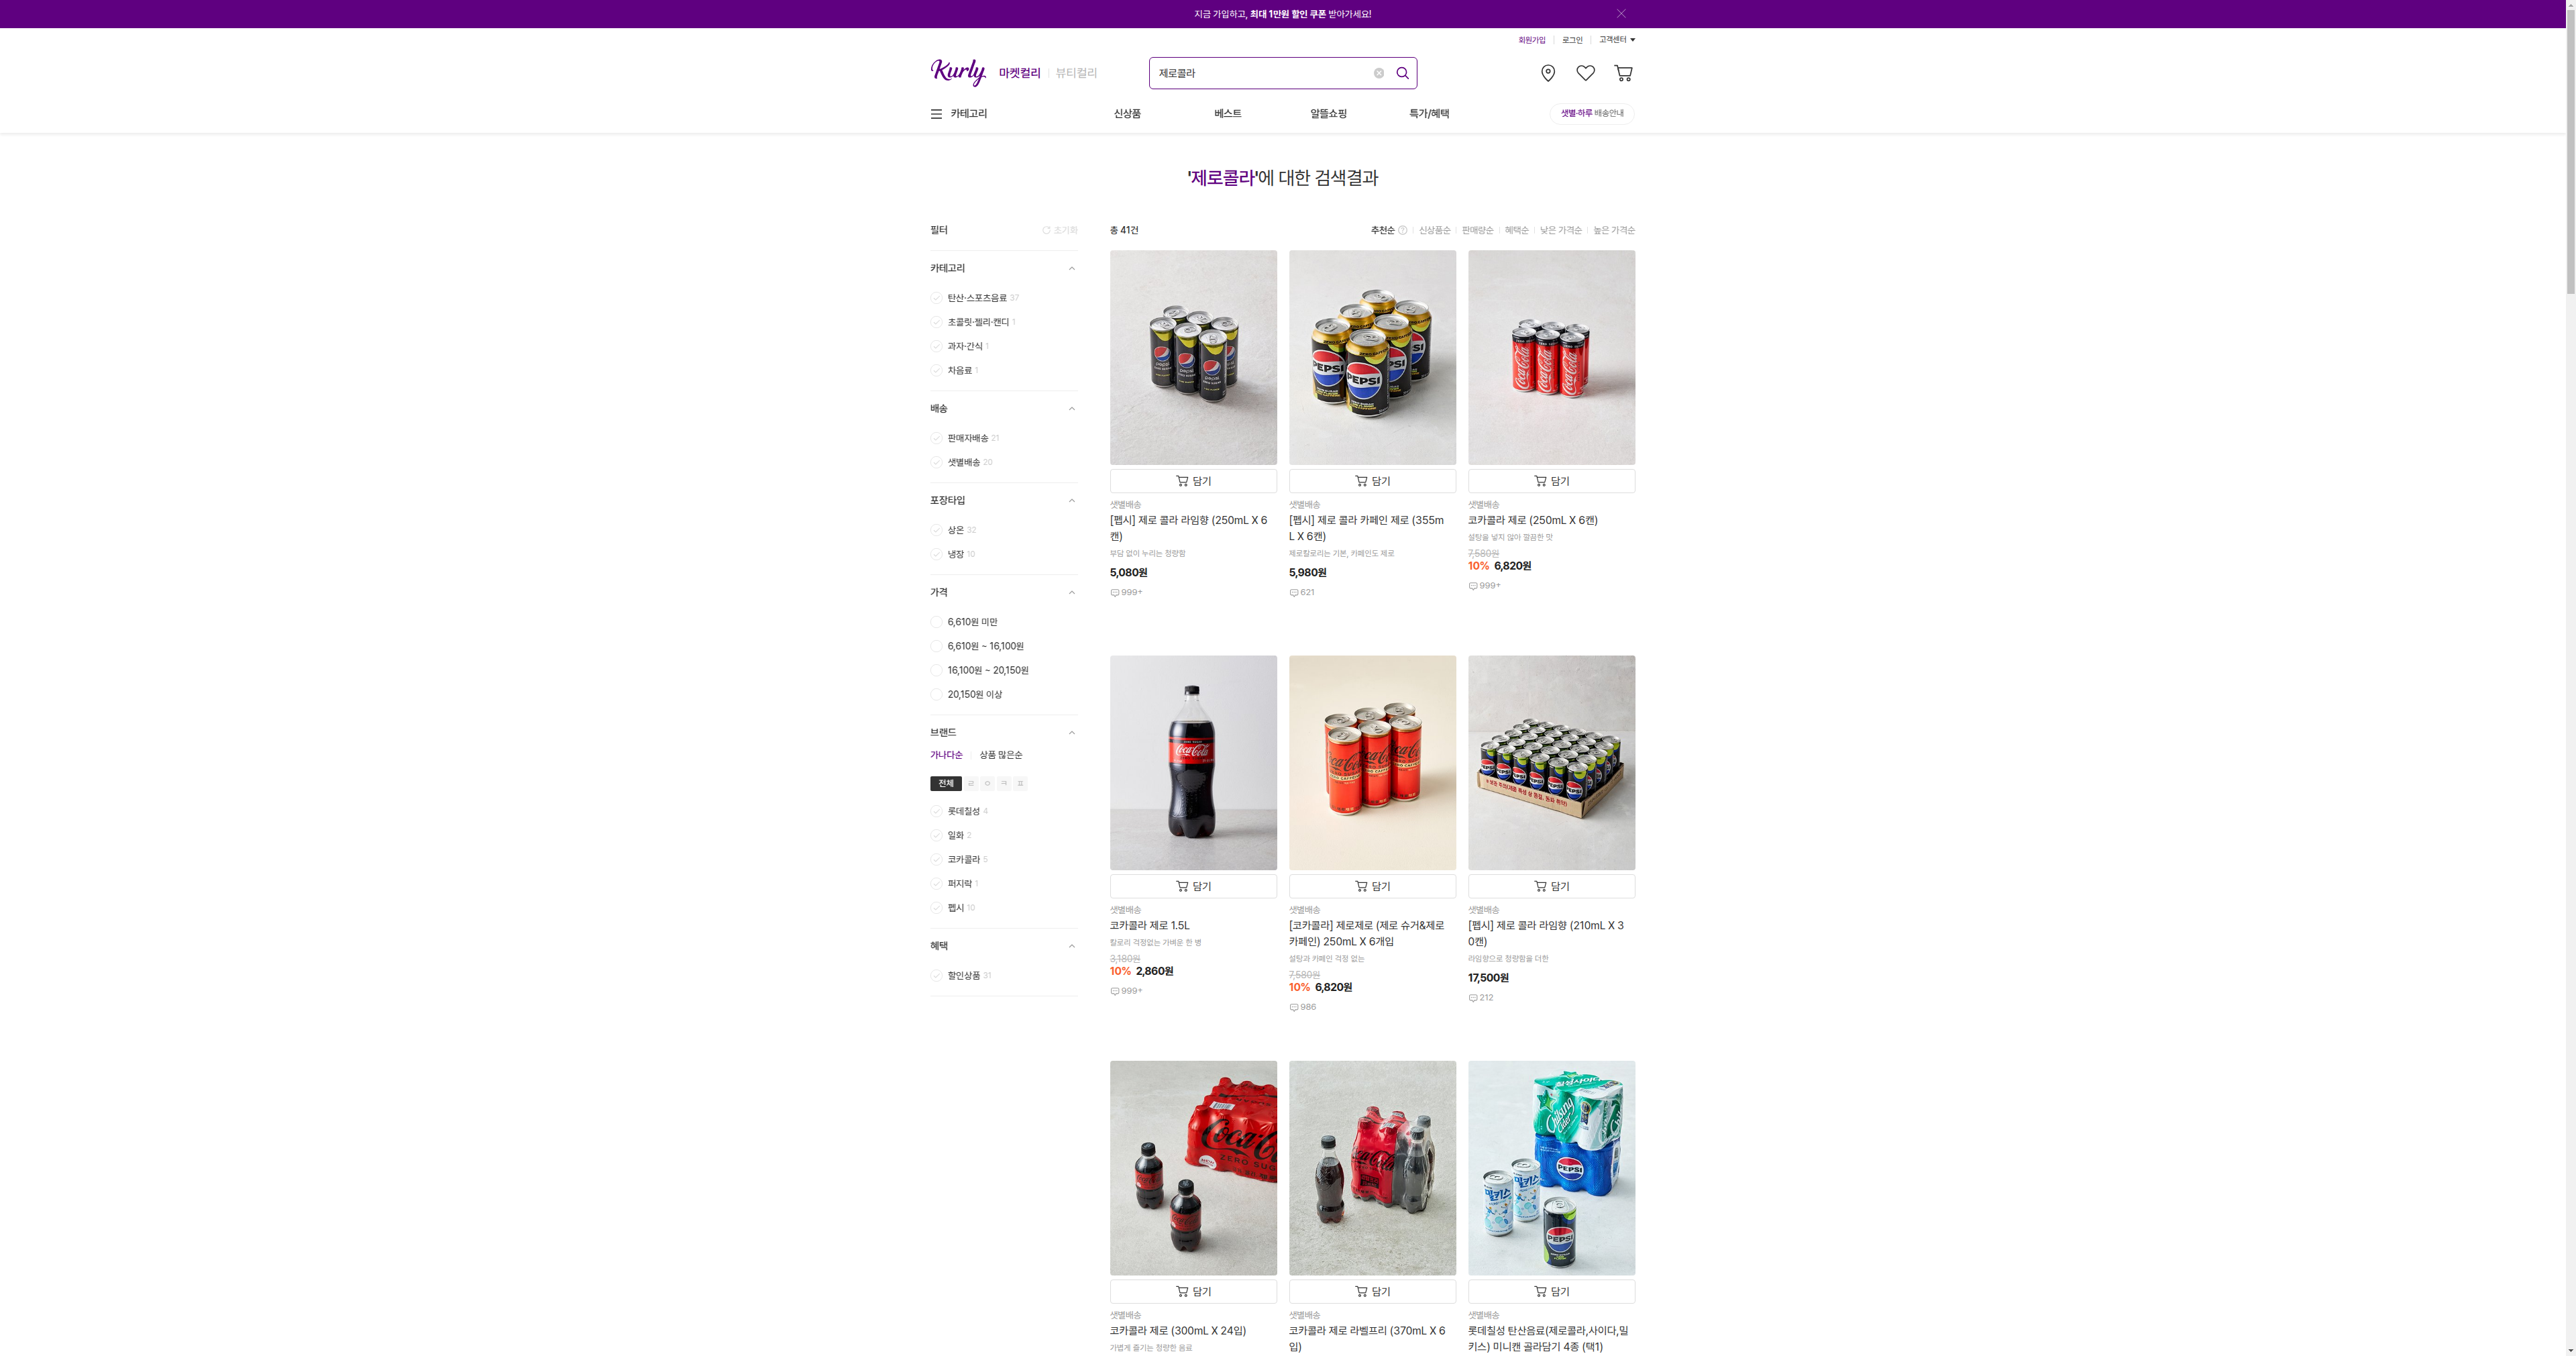 지금 가입하고, 최대 1만원 할인 쿠폰 받아가세요!
회원가입 로그인 고객센터
Kurly 마켓컬리 뷰티컬리 제로콜라
카테고리 신상품 베스트 알뜰쇼핑 특가/혜택 샛별·하루 배송안내
'제로콜라'에 대한 검색결과
필터 초기화
카테고리
탄산·스포츠음료 37
초콜릿·젤리·캔디 1
과자·간식 1
차음료 1
배송
판매자배송 21
샛별배송 20
포장타입
상온 32
냉장 10
가격
6,610원 미만
6,610원 ~ 16,100원
16,100원 ~ 20,150원
20,150원 이상
브랜드
가나다순 상품 많은순
전체 ㄹ ㅇ ㅋ ㅍ
롯데칠성 4
일화 2
코카콜라 5
퍼지락 1
펩시 10
혜택
할인상품 31
총 41건 추천순 신상품순 판매량순 혜택순 낮은 가격순 높은 가격순
담기
샛별배송
[펩시] 제로 콜라 라임향 (250mL X 6
캔)
부담 없이 누리는 청량함
5,080원
999+
PEPSI
PEPSI
담기
샛별배송
[펩시] 제로 콜라 카페인 제로 (355m
L X 6캔)
제로칼로리는 기본, 카페인도 제로
5,980원
621
Coca-Cola
Coca-Cola
Coca-Cola
담기
샛별배송
코카콜라 제로 (250mL X 6캔)
설탕을 넣지 않아 깔끔한 맛
7,580원
10% 6,820원
999+
Coca-Cola
담기
샛별배송
코카콜라 제로 1.5L
칼로리 걱정없는 가벼운 한 병
3,180원
10% 2,860원
999+
담기
샛별배송
[코카콜라] 제로제로 (제로 슈거&제로
카페인) 250mL X 6개입
설탕과 카페인 걱정 없는
7,580원
10% 6,820원
986
담기
샛별배송
[펩시] 제로 콜라 라임향 (210mL X 3
0캔)
라임향으로 청량함을 더한
17,500원
212
Coca-Cola
ZERO SUGAR
담기
샛별배송
코카콜라 제로 (300mL X 24입)
가볍게 즐기는 청량한 음료
담기
샛별배송
코카콜라 제로 라벨프리 (370mL X 6
입)
Chilsung
Cider
PEPSI
밀키스
밀키스
PEPSI
담기
샛별배송
롯데칠성 탄산음료(제로콜라,사이다,밀
키스) 미니캔 골라담기 4종 (택1)